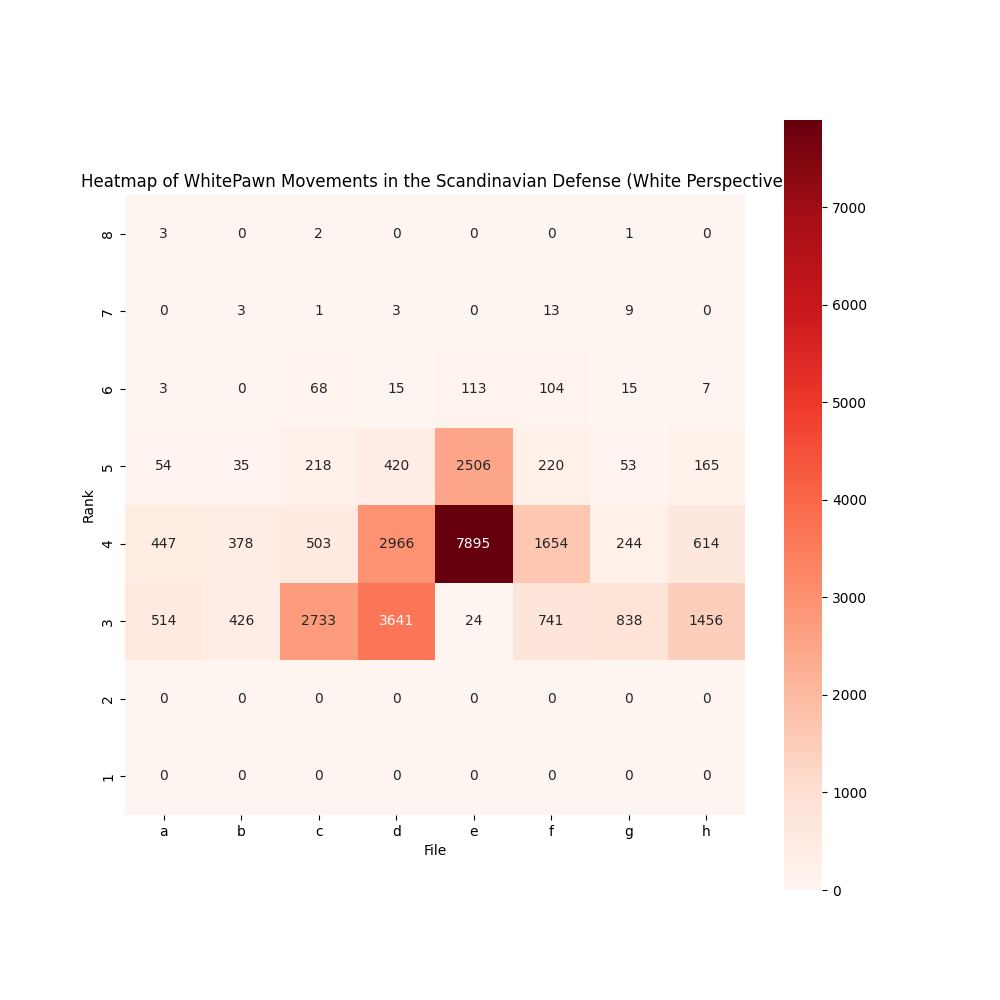 Heatmap of WhitePawn Movements in the Scandinavian Defense (White Perspective
8 3 0 2 0 0 0 1 0
7 0 3 1 3 0 13 9 0
6 3 0 68 15 113 104 15 7
5 54 35 218 420 2506 220 53 165
4 447 378 503 2966 7895 1654 244 614
3 514 426 2733 3641 24 741 838 1456
2 0 0 0 0 0 0 0 0
1 0 0 0 0 0 0 0 0
a b c d e f g h
File
Rank
7000
6000
5000
4000
3000
2000
1000
0